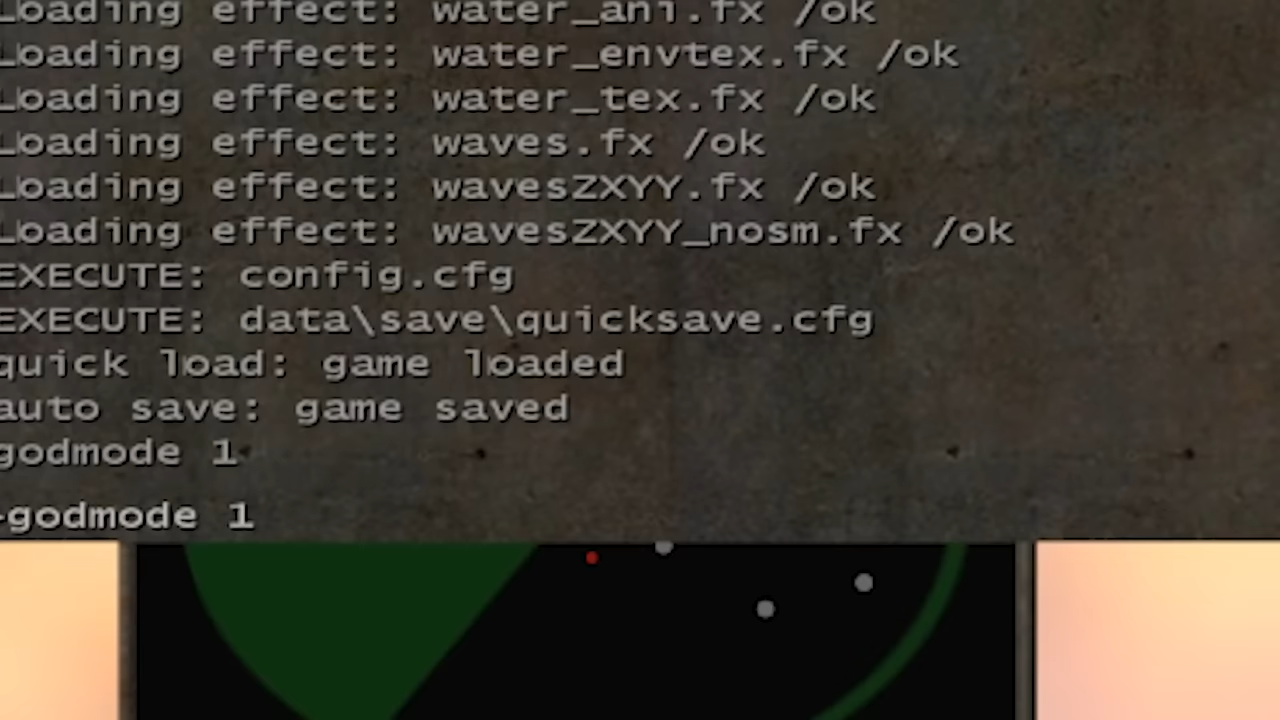 Loading effect: water_ani.fx /ok
Loading effect: water_envtex.fx /ok
Loading effect: water_tex.fx /ok
Loading effect: waves.fx /ok
Loading effect: wavesZXYY.fx /ok
Loading effect: wavesZXYY_nosm.fx /ok
EXECUTE: config.cfg
EXECUTE: data\save\quicksave.cfg
quick load: game loaded
auto save: game saved
godmode 1
-godmode 1